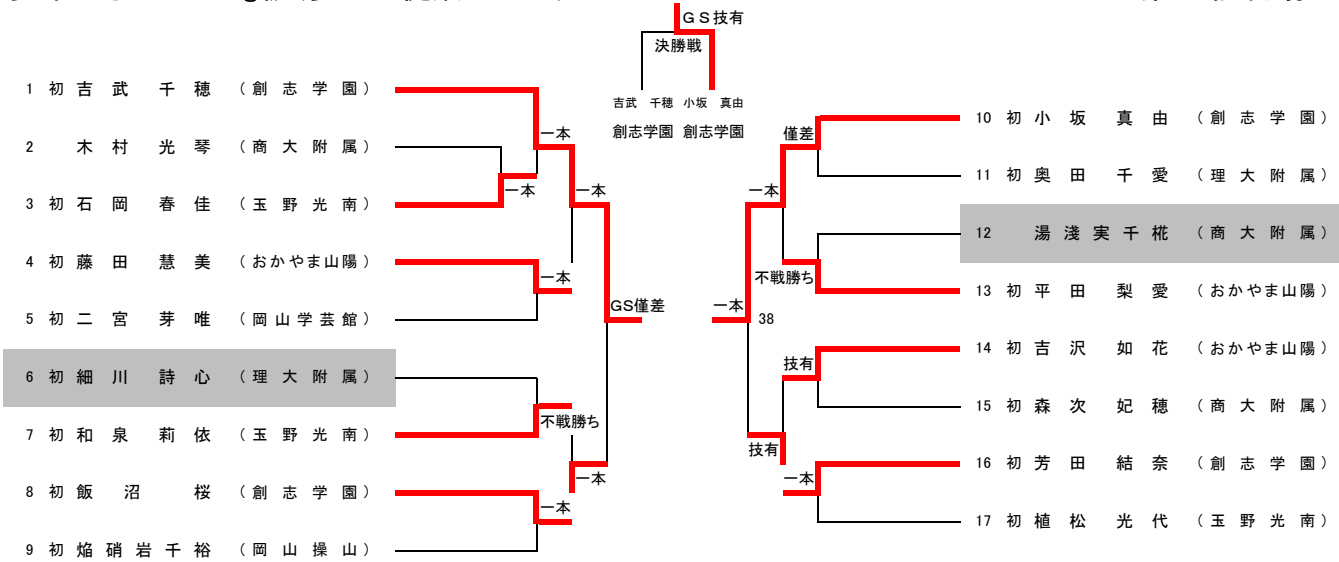 GS技有
決勝戦
吉武 千穂 小坂 真由
創志学園 創志学園
1 初 吉武 千穂 （創志学園）
2 木村 光琴 （商大附属）
3 初 石岡 春佳 （玉野光南）
4 初 藤田 慧美 （おかやま山陽）
5 初 二宮 芽唯 （岡山学芸館）
6 初 細川 詩心 （理大附属）
7 初 和泉 莉依 （玉野光南）
8 初 飯沼 桜 （創志学園）
9 初 焔硝岩千裕 （岡山操山）
一本
一本
一本
一本
不戦勝ち
一本
一本
GS僅差
10 初 小坂 真由 （創志学園）
11 初 奥田 千愛 （理大附属）
12 湯淺実千椛 （商大附属）
13 初 平田 梨愛 （おかやま山陽）
14 初 吉沢 如花 （おかやま山陽）
15 初 森次 妃穂 （商大附属）
16 初 芳田 結奈 （創志学園）
17 初 植松 光代 （玉野光南）
僅差
一本
不戦勝ち
一本
38
技有
技有
一本